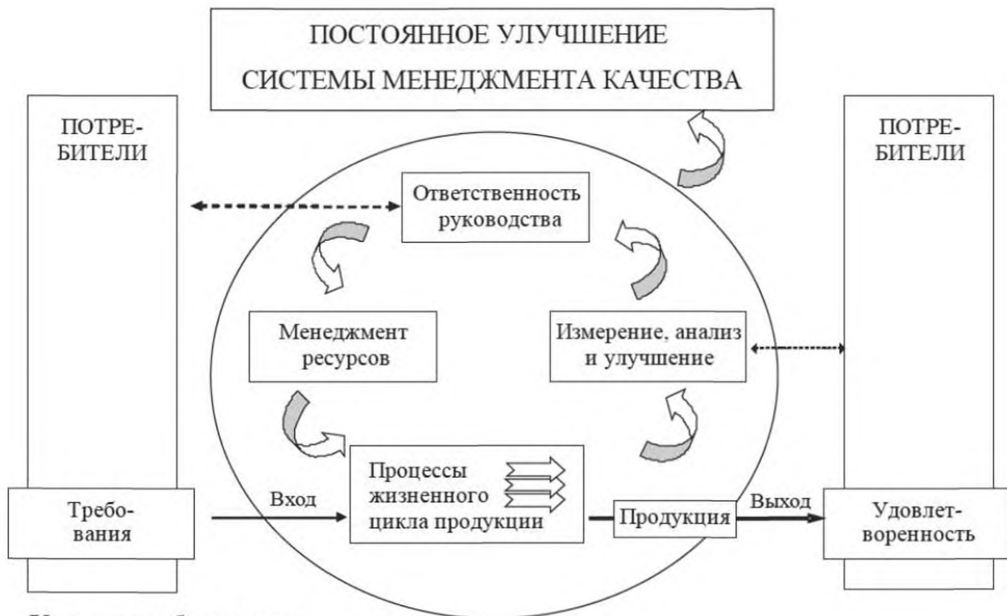 ПОСТОЯННОЕ УЛУЧШЕНИЕ
СИСТЕМЫ МЕНЕДЖМЕНТА КАЧЕСТВА
ПОТРЕ-
БИТЕЛИ
ПОТРЕ-
БИТЕЛИ
Ответственность
руководства
Менеджмент
ресурсов
Измерение, анализ
и улучшение
Процессы
жизненного
цикла продукции
Вход
Продукция
Выход
Требо-
вания
Удовлет-
воренность